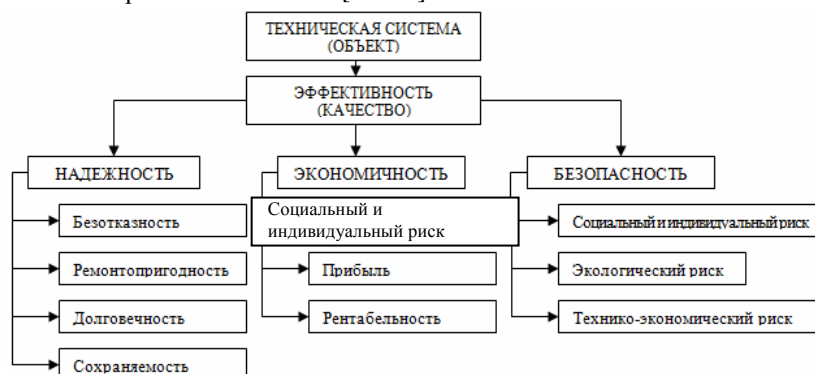 ТЕХНИЧЕСКАЯ СИСТЕМА
(ОБЪЕКТ)
ЭФФЕКТИВНОСТЬ
(КАЧЕСТВО)
НАДЕЖНОСТЬ
ЭКОНОМИЧНОСТЬ
БЕЗОПАСНОСТЬ
Безотказность
Социальный и
индивидуальный риск
Социальный и индивидуальный риск
Ремонтопригодность
Прибыль
Экологический риск
Долговечность
Рентабельность
Технико-экономический риск
Сохраняемость